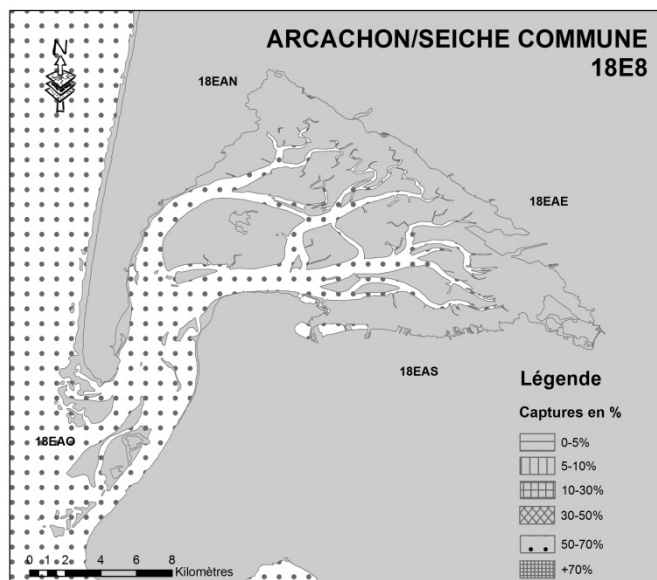 ARCACHON/SEICHE COMMUNE
18E8
N
18EAN
18EAE
18EAS
18EAO
Légende
Captures en %
0-5%
5-10%
10-30%
30-50%
50-70%
+70%
0 1 2 4 6 8
Kilomètres